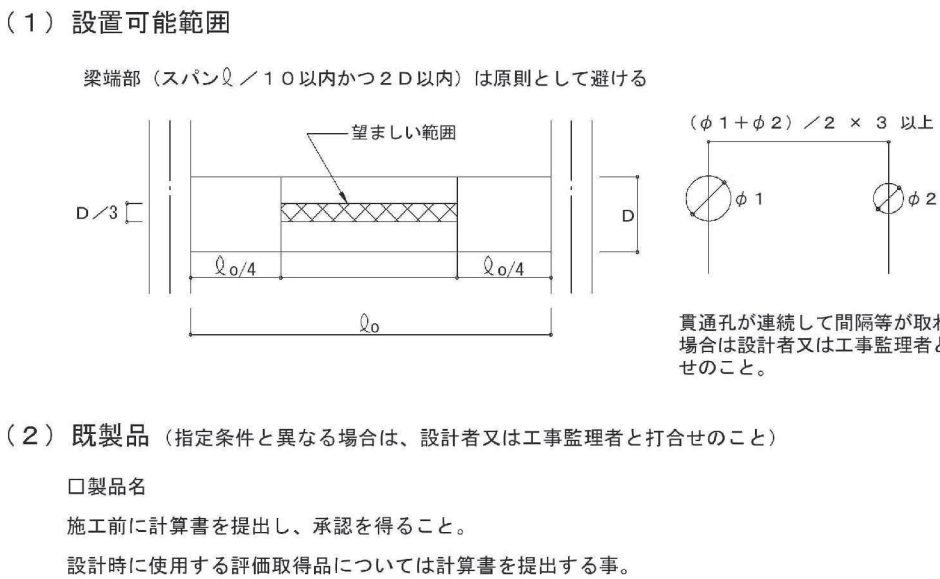 （１）設置可能範囲
梁端部（スパンℓ／１０以内かつ２Ｄ以内）は原則として避ける
望ましい範囲
（φ１＋φ２）／２ × ３ 以上
D／3
D
φ１
φ２
ℓo/4
ℓo/4
ℓo
貫通孔が連続して間隔等が取れ
場合は設計者又は工事監理者と
せのこと。
（２）既製品（指定条件と異なる場合は、設計者又は工事監理者と打合せのこと）
□製品名
施工前に計算書を提出し、承認を得ること。
設計時に使用する評価取得品については計算書を提出する事。